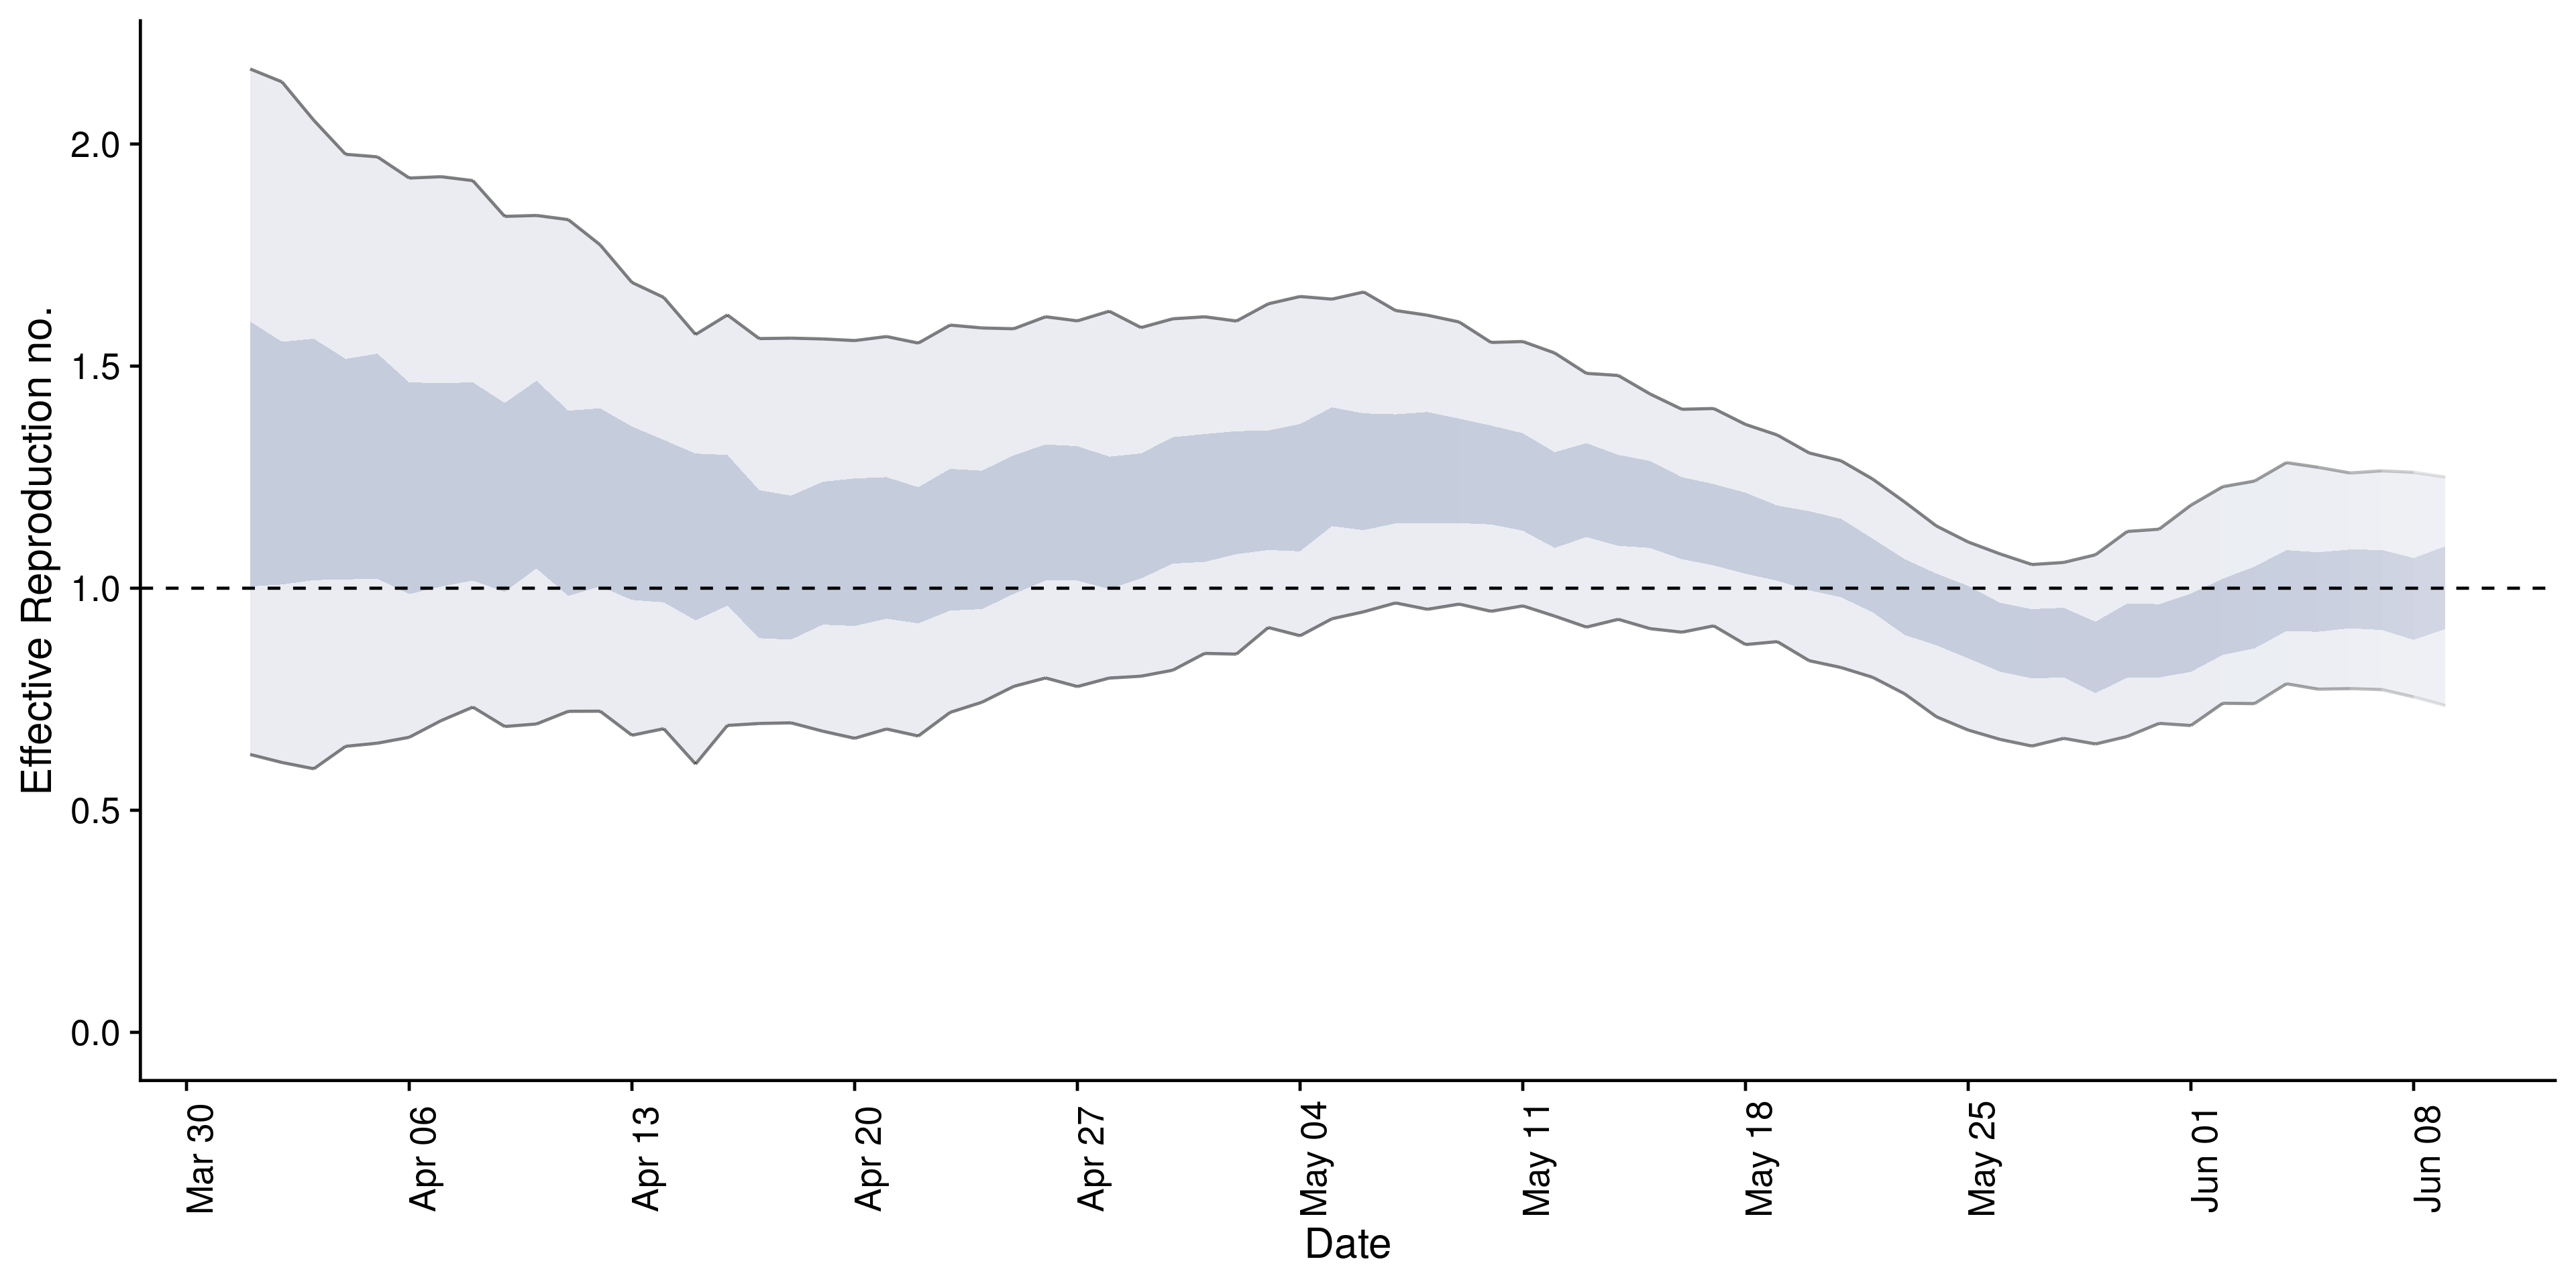 Effective Reproduction no.
2.0
1.5
1.0
0.5
0.0
Mar 30
Apr 06
Apr 13
Apr 20
Apr 27
May 04
May 11
May 18
May 25
Jun 01
Jun 08
Date